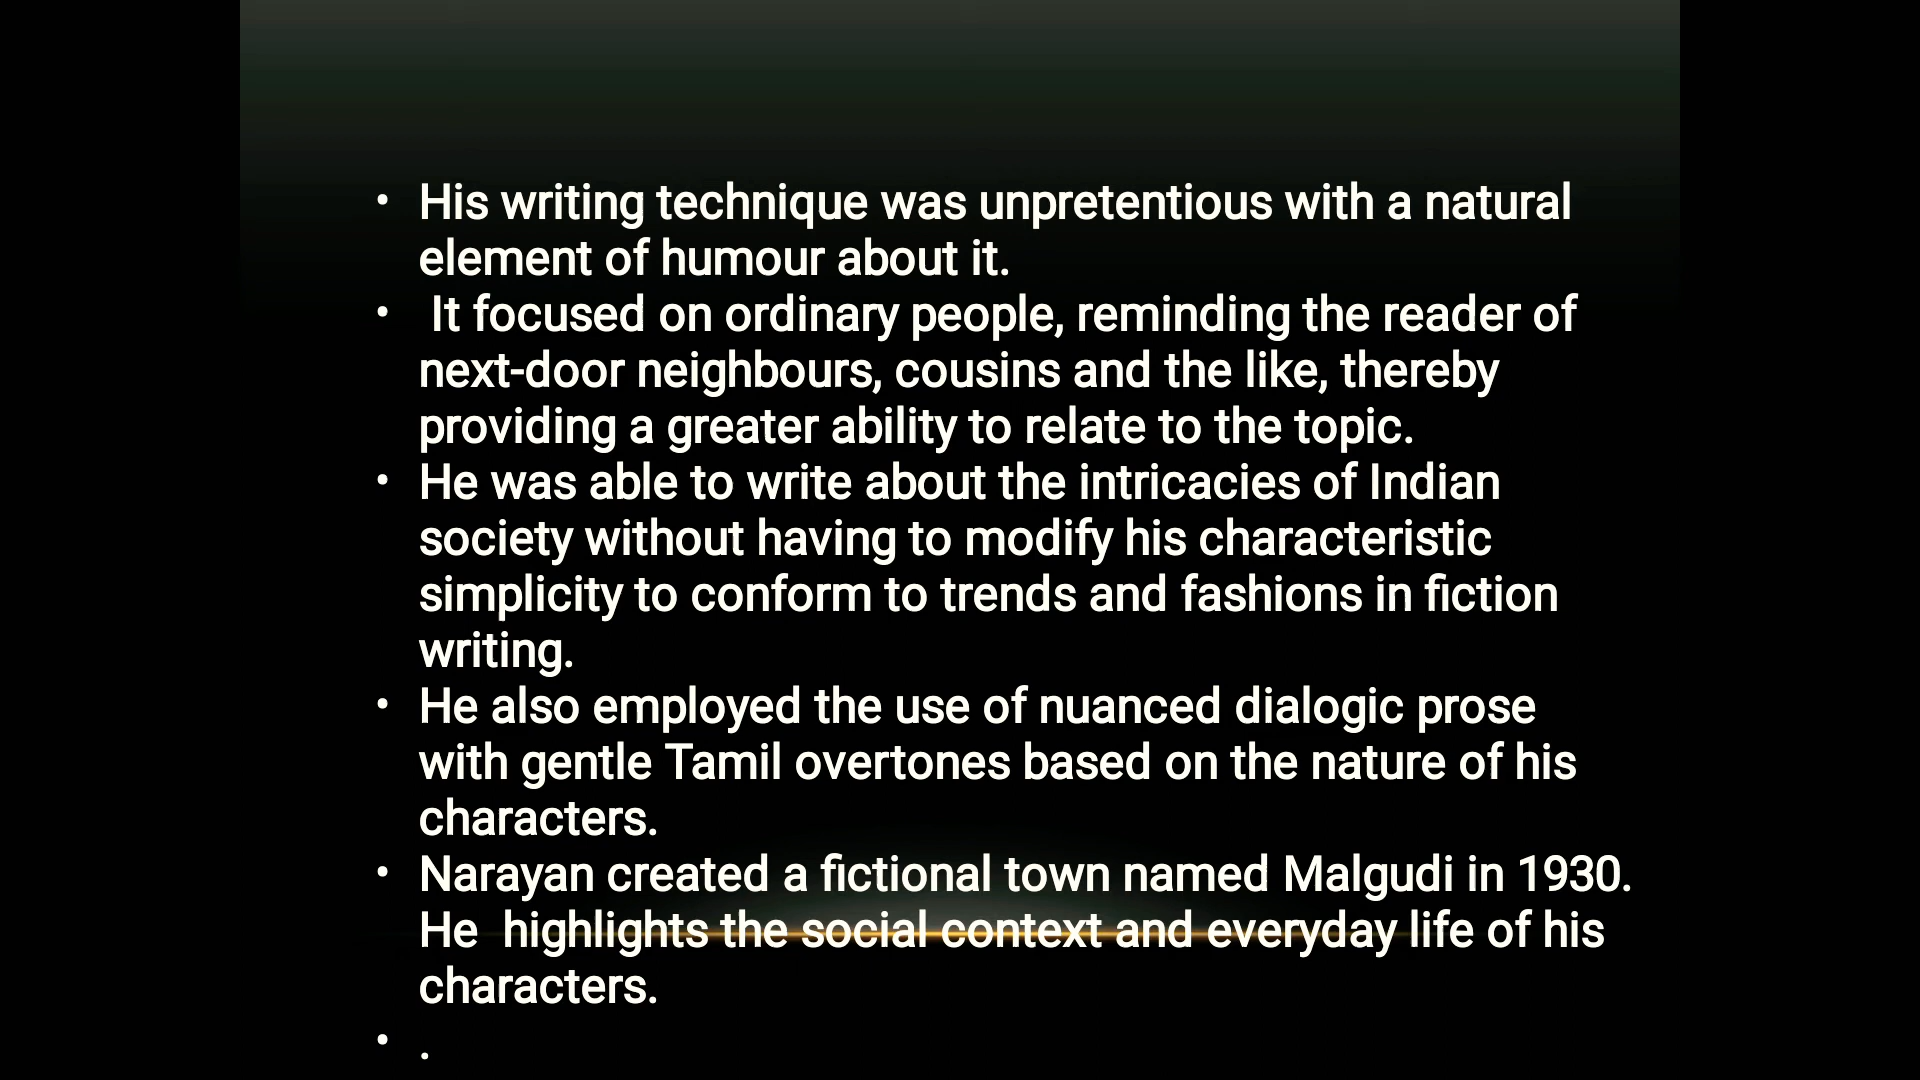 • His writing technique was unpretentious with a natural
element of humour about it.
• It focused on ordinary people, reminding the reader of
next-door neighbours, cousins and the like, thereby
providing a greater ability to relate to the topic.
• He was able to write about the intricacies of Indian
society without having to modify his characteristic
simplicity to conform to trends and fashions in fiction
writing.
• He also employed the use of nuanced dialogic prose
with gentle Tamil overtones based on the nature of his
characters.
• Narayan created a fictional town named Malgudi in 1930.
He  highlights the social context and everyday life of his
characters.
• .